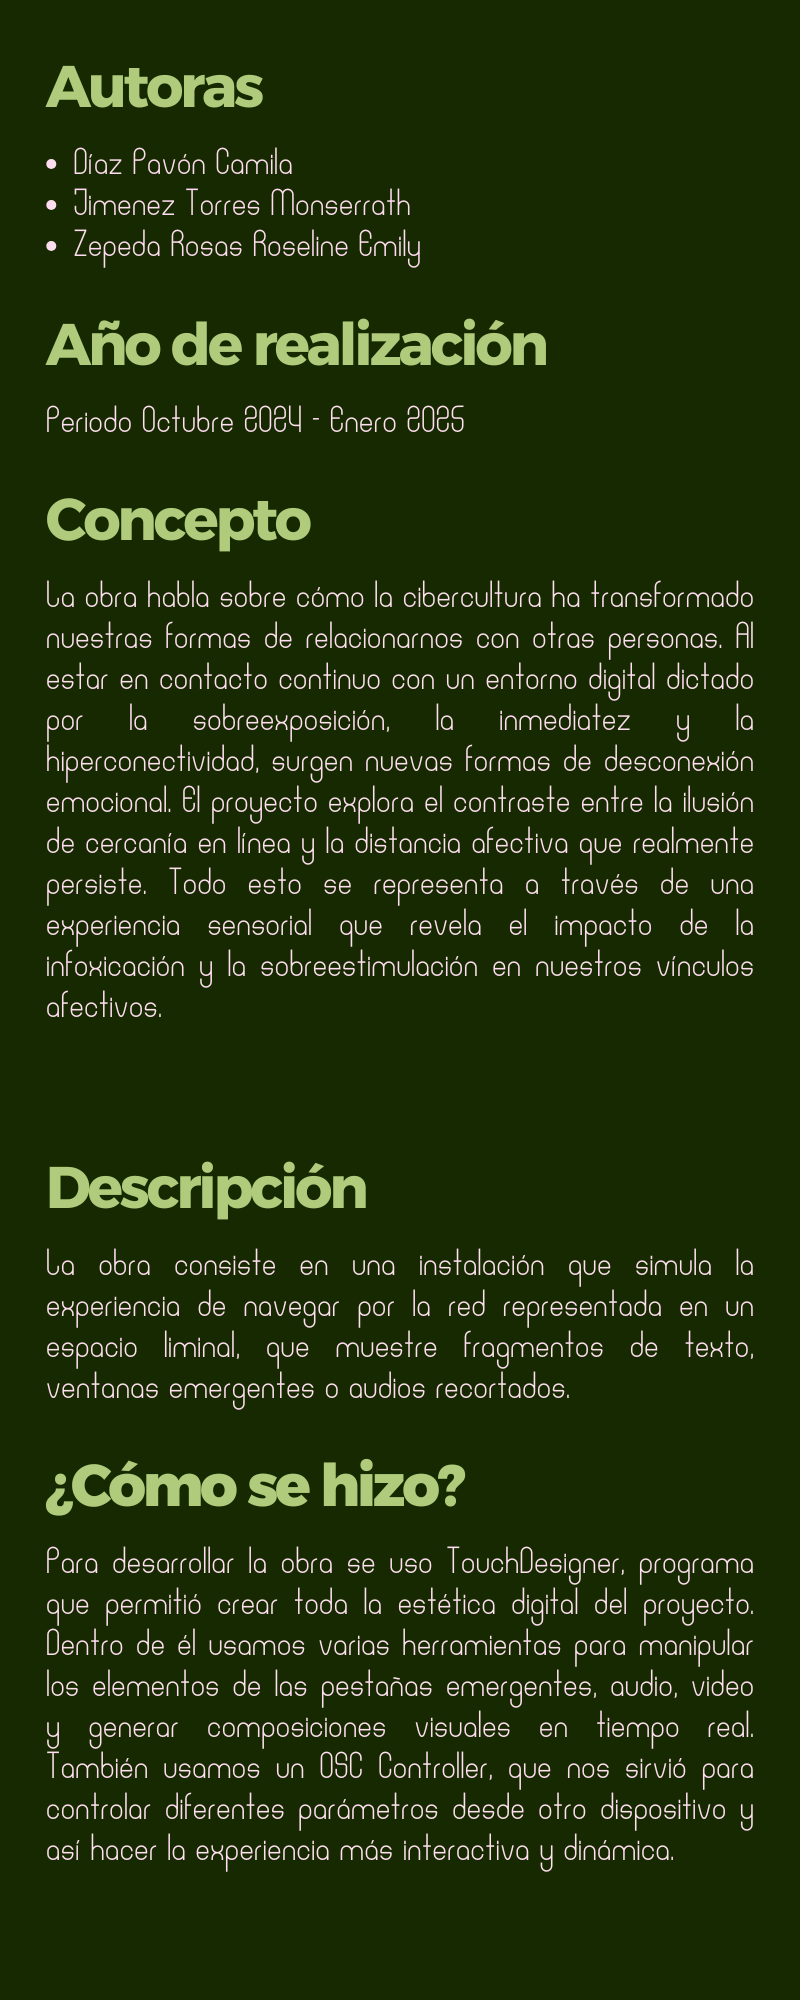 Autoras
• Díaz Pavón Camila
• Jimenez Torres Monserrath
• Zepeda Rosas Roseline Emily
Año de realización
Periodo Octubre 2024 - Enero 2025
Concepto
La obra habla sobre cómo la cibercultura ha transformado
nuestras formas de relacionarnos con otras personas. Al
estar en contacto continuo con un entorno digital dictado
por la sobreexposición, la inmediatez y la
hiperconectividad, surgen nuevas formas de desconexión
emocional. El proyecto explora el contraste entre la ilusión
de cercanía en línea y la distancia afectiva que realmente
persiste. Todo esto se representa a través de una
experiencia sensorial que revela el impacto de la
infoxicación y la sobreestimulación en nuestros vínculos
afectivos.
Descripción
La obra consiste en una instalación que simula la
experiencia de navegar por la red representada en un
espacio liminal, que muestre fragmentos de texto,
ventanas emergentes o audios recortados.
¿Cómo se hizo?
Para desarrollar la obra se uso TouchDesigner, programa
que permitió crear toda la estética digital del proyecto.
Dentro de él usamos varias herramientas para manipular
los elementos de las pestañas emergentes, audio, video
y generar composiciones visuales en tiempo real.
También usamos un OSC Controller, que nos sirvió para
controlar diferentes parámetros desde otro dispositivo y
así hacer la experiencia más interactiva y dinámica.